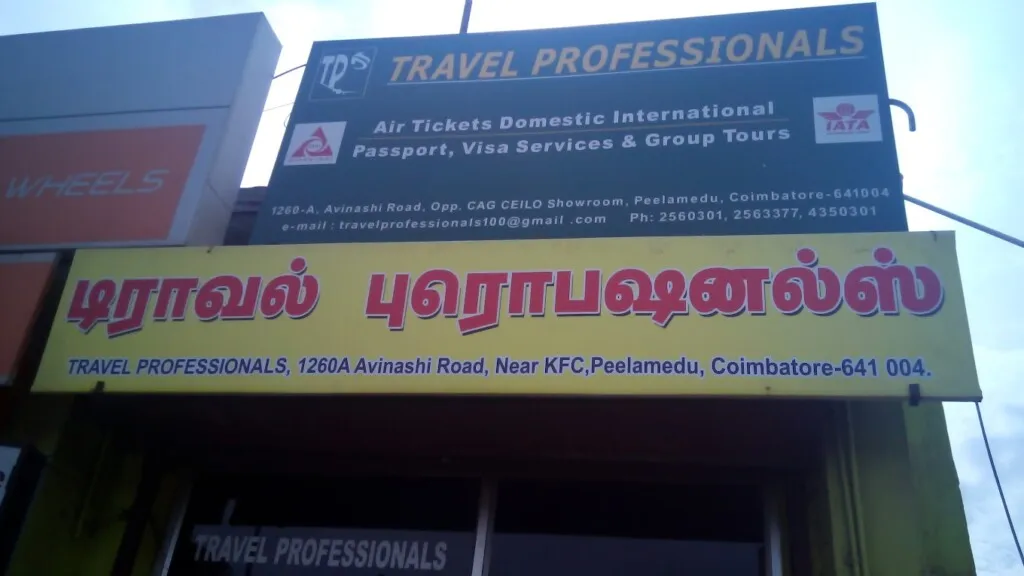 TPS
TRAVEL PROFESSIONALS
Air Tickets Domestic International
Passport, Visa Services & Group Tours
IATA
1260-A, Avinashi Road, Opp. CAG CEILO Showroom, Peelamedu, Coimbatore-641004
e-mail : travelprofessionals100@gmail .com Ph: 2560301, 2563377, 4350301
WHEELS
டிராவல் புரொபஷனல்ஸ்
TRAVEL PROFESSIONALS, 1260A Avinashi Road, Near KFC,Peelamedu, Coimbatore-641 004.
TRAVEL PROFESSIONALS